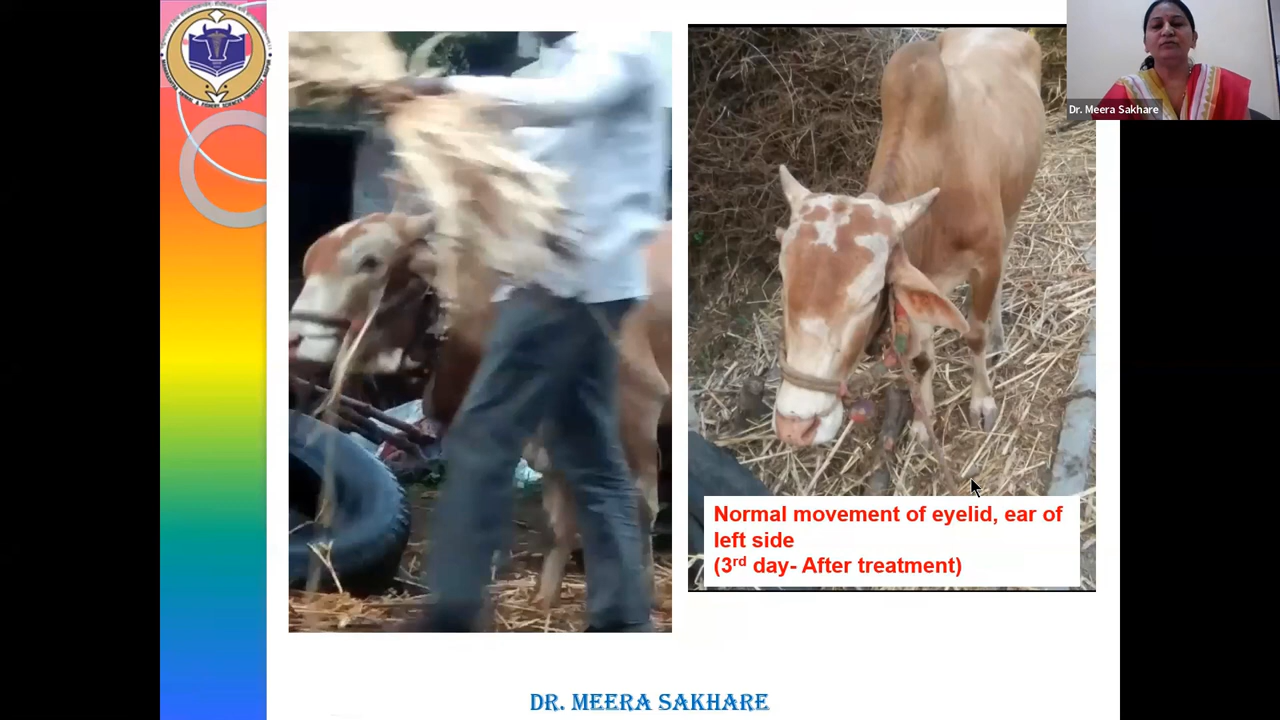 Dr. Meera Sakhare
Normal movement of eyelid, ear of
left side
(3rd day- After treatment)
DR. MEERA SAKHARE